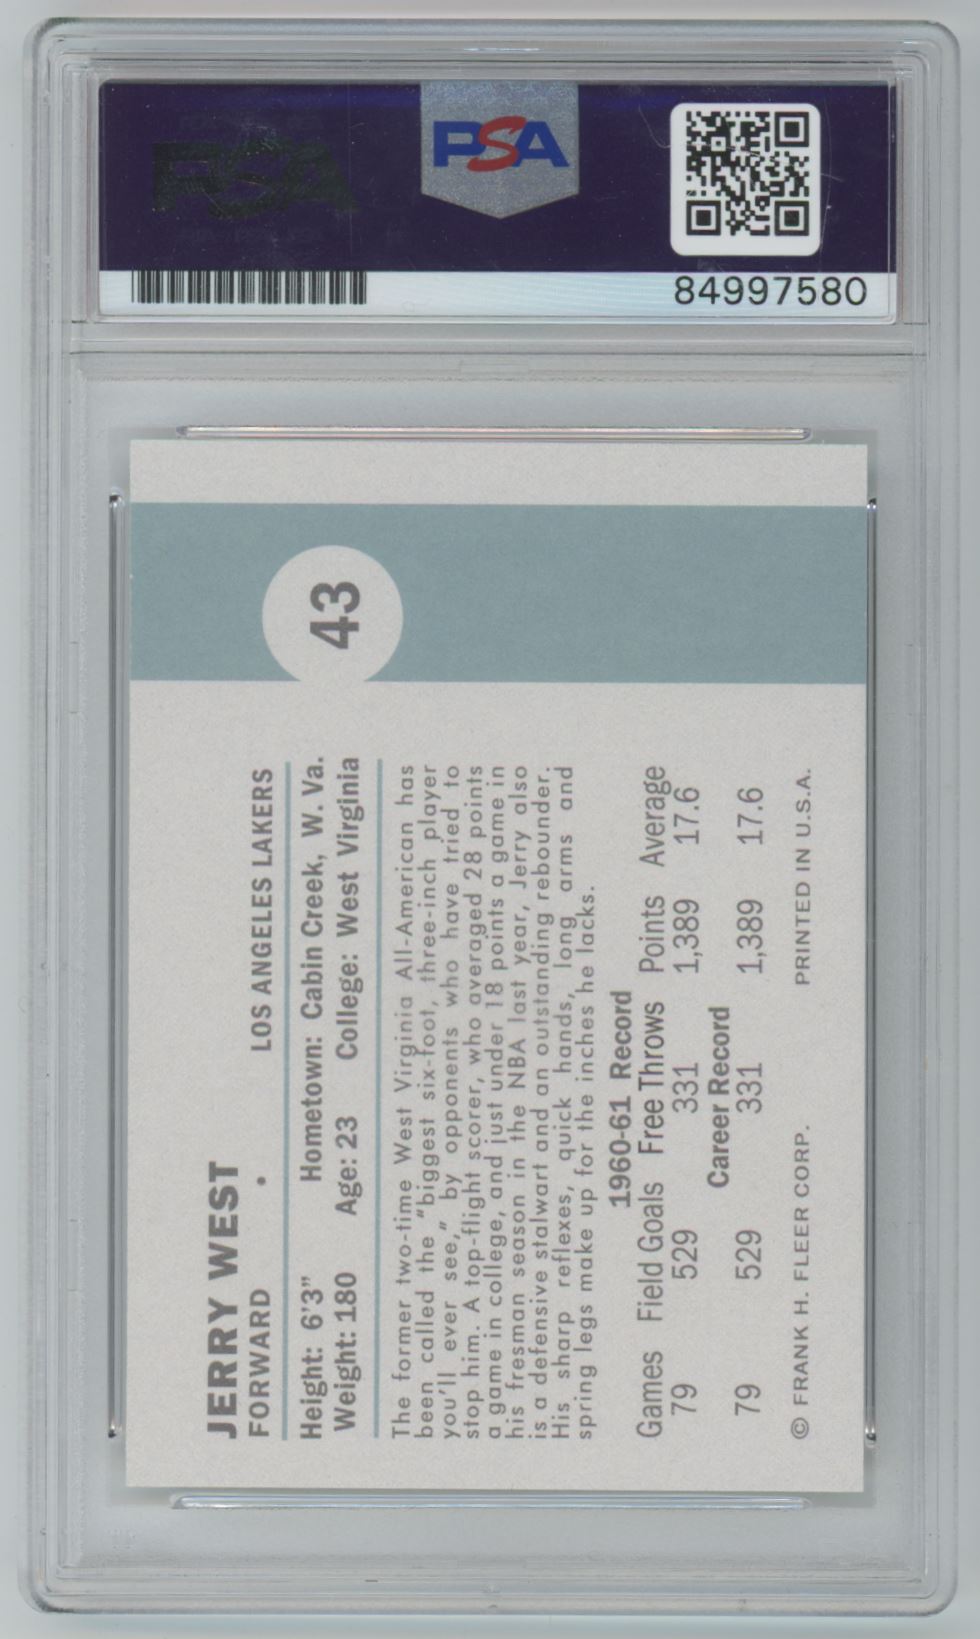 PSA
84997580
43
JERRY WEST
FORWARD • LOS ANGELES LAKERS
Height: 6'3" Hometown: Cabin Creek, W. Va.
Weight: 180 Age: 23 College: West Virginia
The former two-time West Virginia All-American has
been called the "biggest six-foot, three-inch player
you'll ever see," by opponents who have tried to
stop him. A top-flight scorer, who averaged 28 points
a game in college, and just under 18 points a game in
his fresman season in the NBA last year, Jerry also
is a defensive stalwart and an outstanding rebounder.
His sharp reflexes, quick hands, long arms and
spring legs make up for the inches he lacks.
1960-61 Record
Games Field Goals Free Throws Points Average
79 529 331 1,389 17.6
Career Record
79 529 331 1,389 17.6
© FRANK H. FLEER CORP. PRINTED IN U.S.A.